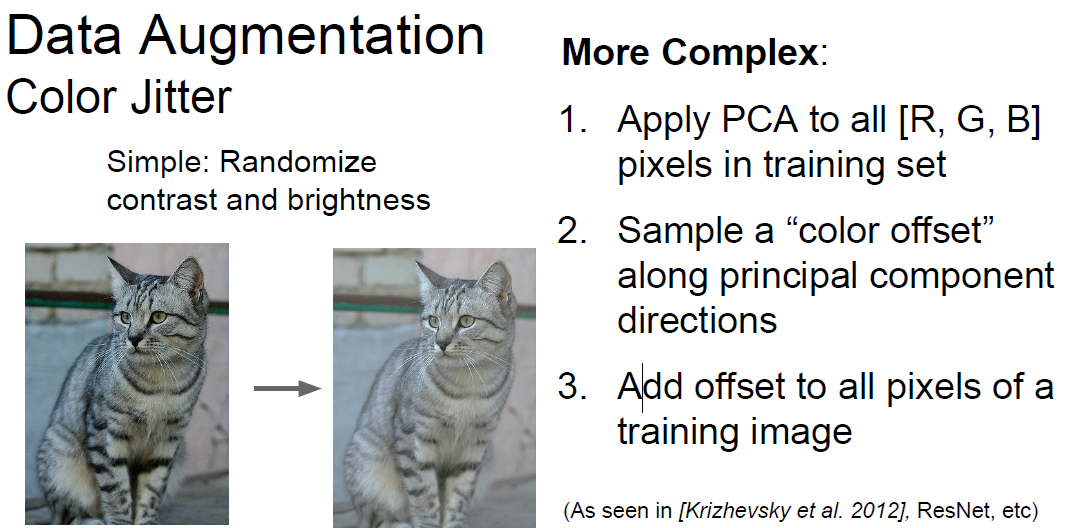 Data Augmentation
Color Jitter
Simple: Randomize
contrast and brightness
More Complex:
1. Apply PCA to all [R, G, B]
pixels in training set
2. Sample a “color offset”
along principal component
directions
3. Add offset to all pixels of a
training image
(As seen in [Krizhevsky et al. 2012], ResNet, etc)